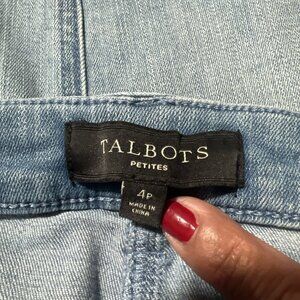 TALBOTS
PETITES
4P
MADE IN
CHINA